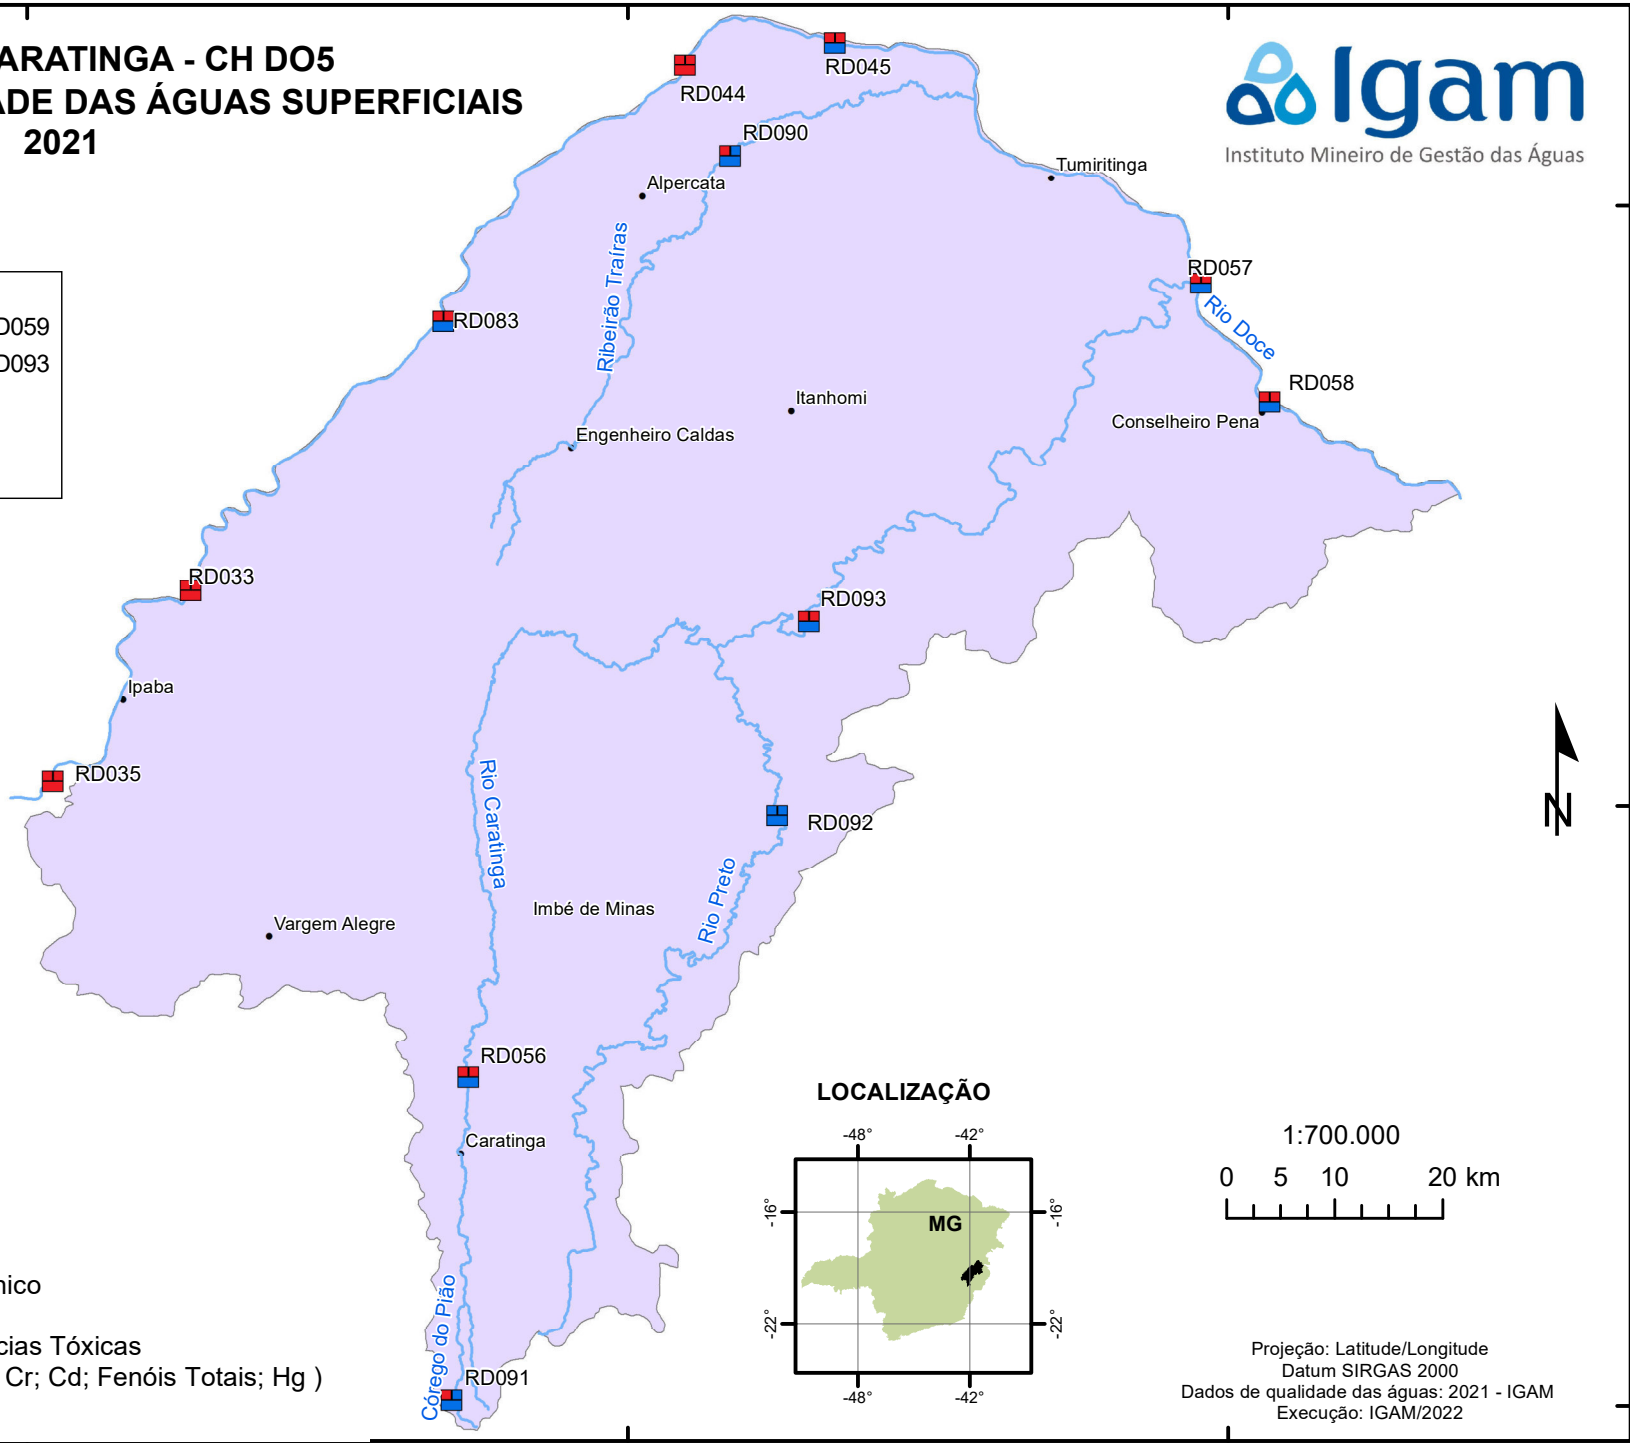 ARATINGA - CH DO5
ADE DAS ÁGUAS SUPERFICIAIS
2021
Igam
Instituto Mineiro de Gestão das Águas
RD045
RD044
RD090
Alpercata
Tumiritinga
Ribeirão Traíras
RD057
Rio Doce
RD083
D059
D093
RD058
Itanhomi
Conselheiro Pena
Engenheiro Caldas
RD033
RD093
Ipaba
RD035
Rio Caratinga
RD092
Rio Preto
Imbé de Minas
Vargem Alegre
RD056
Caratinga
LOCALIZAÇÃO
-48° -42°
-16° -16°
MG
-22° -22°
-48° -42°
1:700.000
0 5 10 20 km
N
Córrego do Pião
RD091
nico
cias Tóxicas
Cr; Cd; Fenóis Totais; Hg )
Projeção: Latitude/Longitude
Datum SIRGAS 2000
Dados de qualidade das águas: 2021 - IGAM
Execução: IGAM/2022